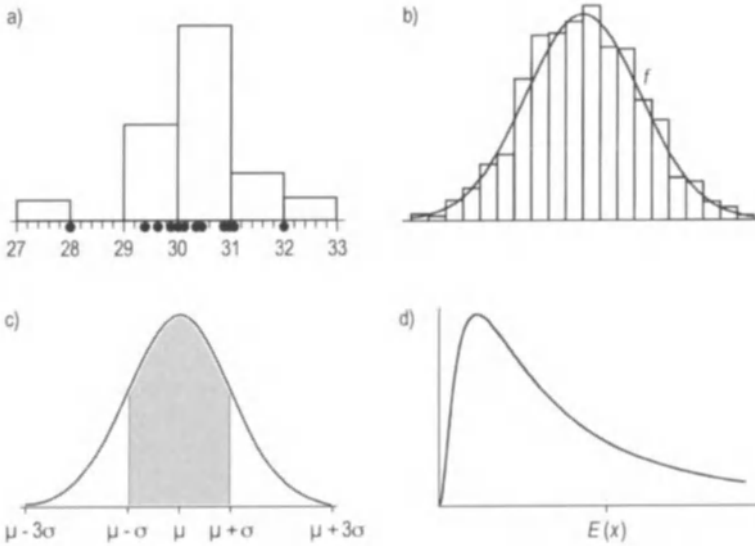 a)
27 28 29 30 31 32 33
b)
f
c)
μ - 3σ μ - σ μ μ + σ μ + 3σ
d)
E(x)